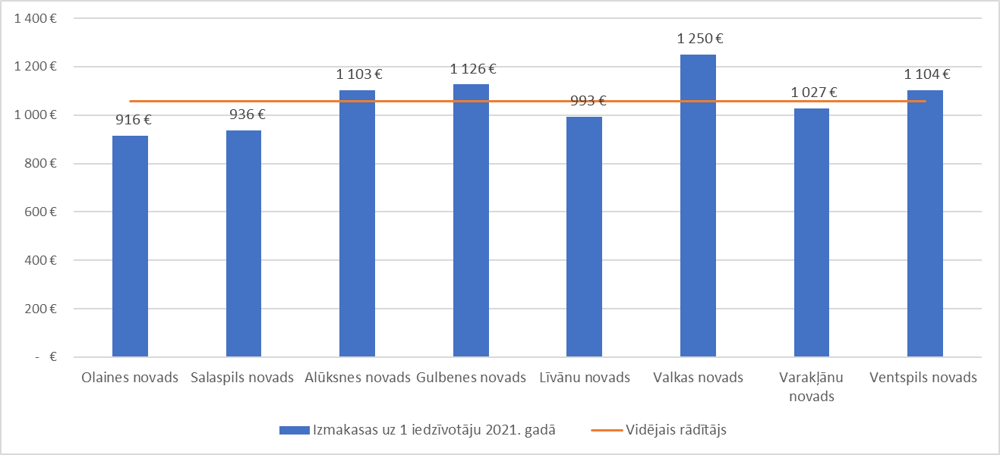 1 400 €
1 200 €
1 000 €
800 €
600 €
400 €
200 €
- €
916 €
936 €
1 103 €
1 126 €
993 €
1 250 €
1 027 €
1 104 €
Olaines novads
Salaspils novads
Alūksnes novads
Gulbenes novads
Līvānu novads
Valkas novads
Varakļānu
novads
Ventspils novads
Izmakasas uz 1 iedzīvotāju 2021. gadā
Vidējais rādītājs